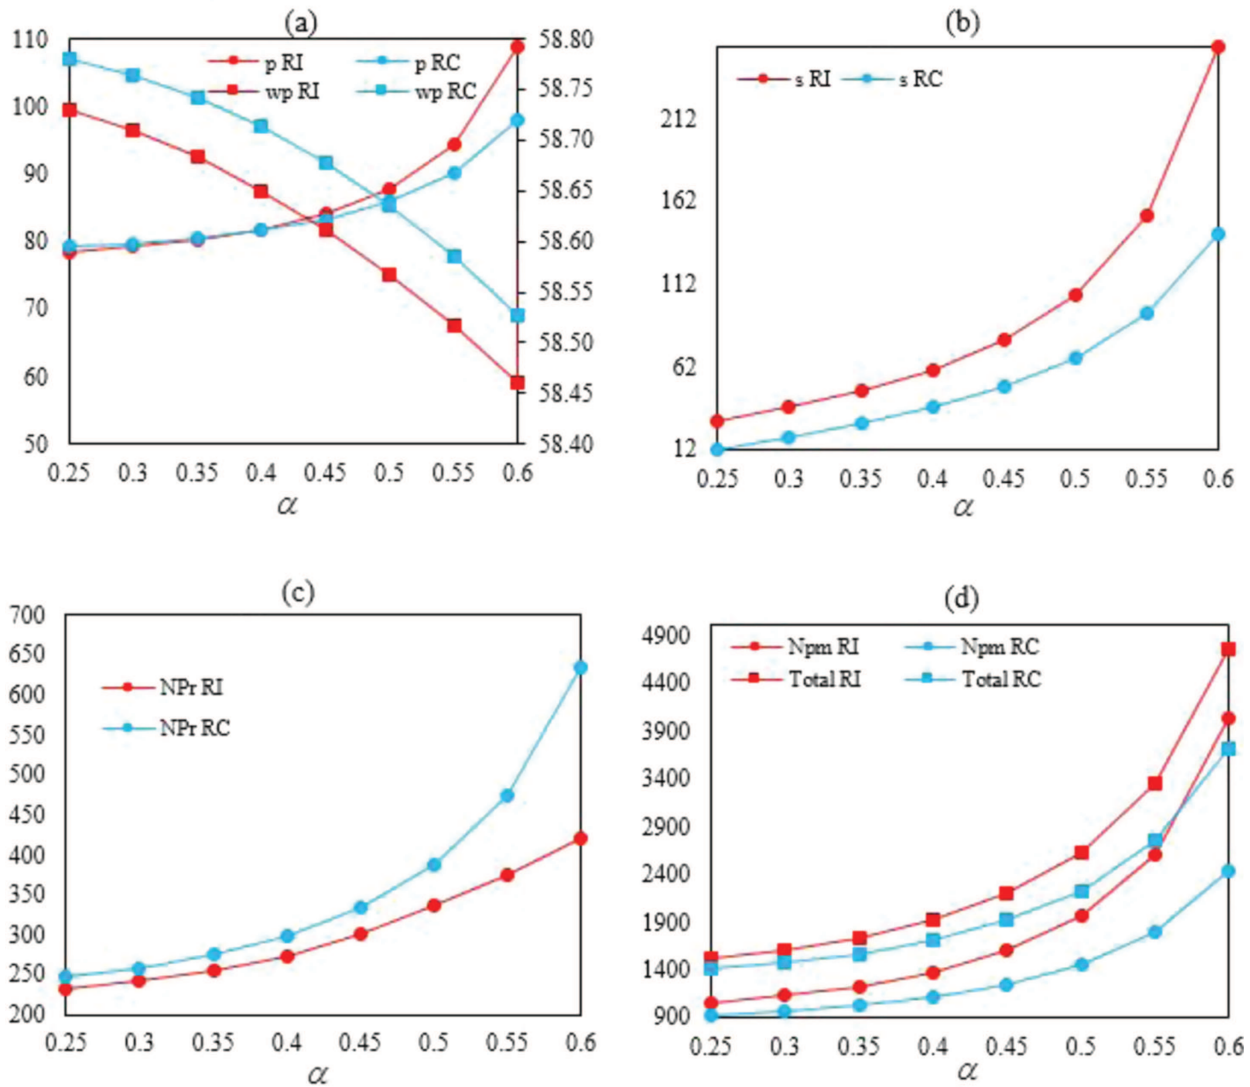 (a)
110
100
90
80
70
60
50
58.80
58.75
58.70
58.65
58.60
58.55
58.50
58.45
58.40
p RI
p RC
wp RI
wp RC
0.25 0.3 0.35 0.4 0.45 0.5 0.55 0.6
α
(b)
212
162
112
62
12
s RI
s RC
0.25 0.3 0.35 0.4 0.45 0.5 0.55 0.6
α
(c)
700
650
600
550
500
450
400
350
300
250
200
NPr RI
NPr RC
0.25 0.3 0.35 0.4 0.45 0.5 0.55 0.6
α
(d)
4900
4400
3900
3400
2900
2400
1900
1400
900
Npm RI
Npm RC
Total RI
Total RC
0.25 0.3 0.35 0.4 0.45 0.5 0.55 0.6
α